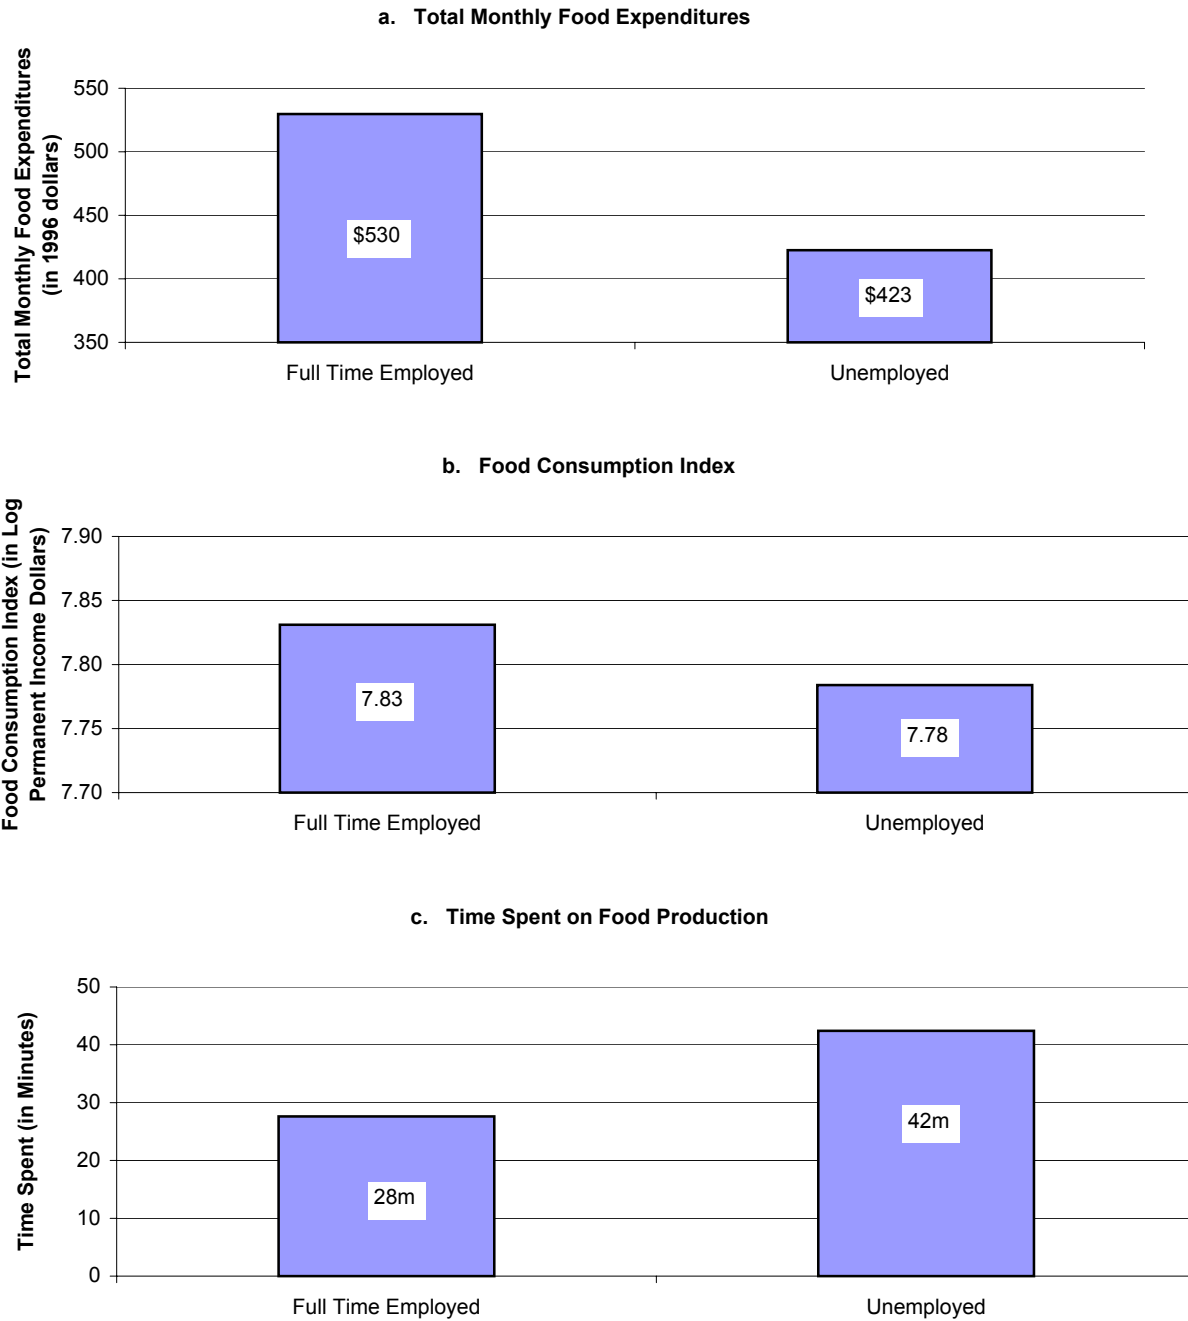 a. Total Monthly Food Expenditures
Total Monthly Food Expenditures
(in 1996 dollars)
550
500
450
400
350
$530
$423
Full Time Employed
Unemployed
b. Food Consumption Index
Food Consumption Index (in Log
Permanent Income Dollars)
7.90
7.85
7.80
7.75
7.70
7.83
7.78
Full Time Employed
Unemployed
c. Time Spent on Food Production
Time Spent (in Minutes)
50
40
30
20
10
0
28m
42m
Full Time Employed
Unemployed